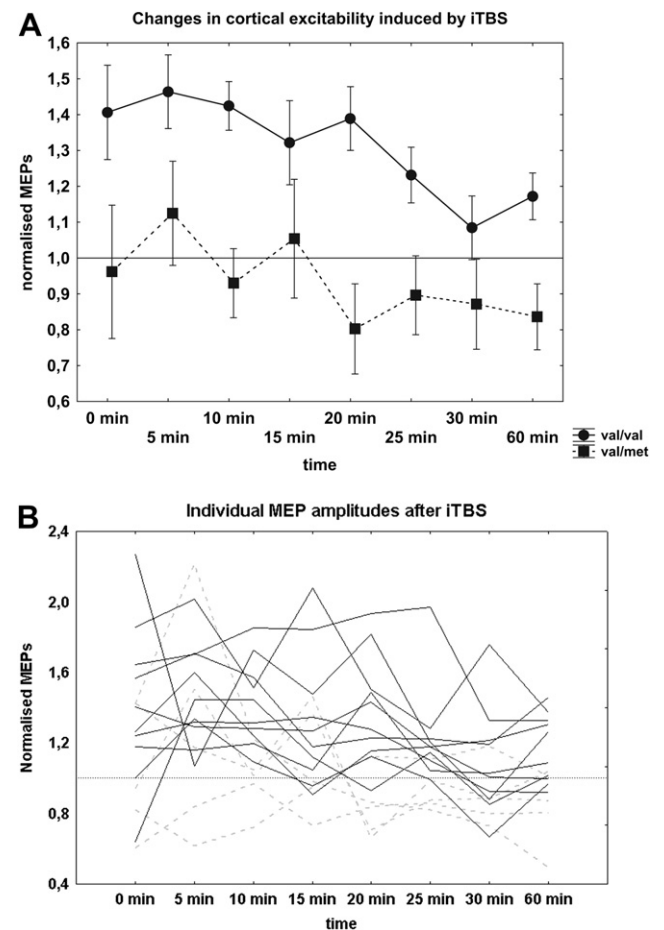 A
Changes in cortical excitability induced by iTBS
1,6
1,5
1,4
1,3
1,2
1,1
1,0
0,9
0,8
0,7
0,6
normalised MEPs
0 min
10 min
20 min
30 min
5 min
15 min
25 min
60 min
time
val/val
val/met
B
Individual MEP amplitudes after iTBS
2,4
2,0
1,6
1,2
0,8
0,4
Normalised MEPs
0 min 5 min 10 min 15 min 20 min 25 min 30 min 60 min
time